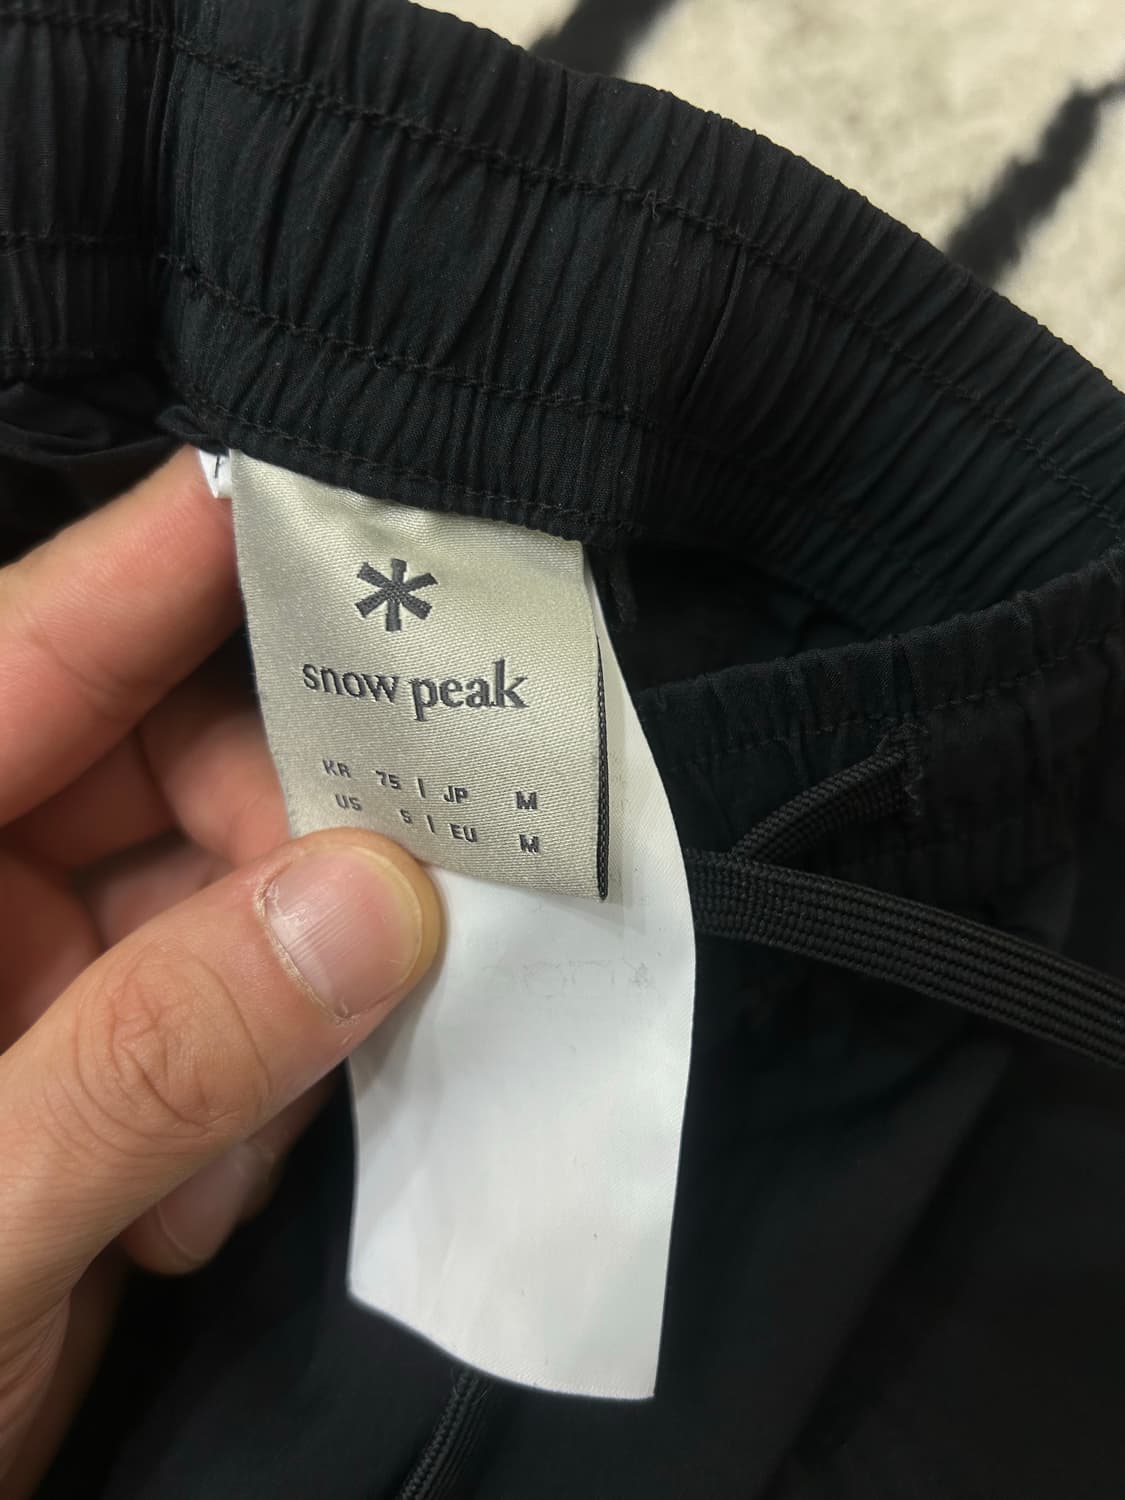 snow peak
KR 75 | JP M
US S | EU M